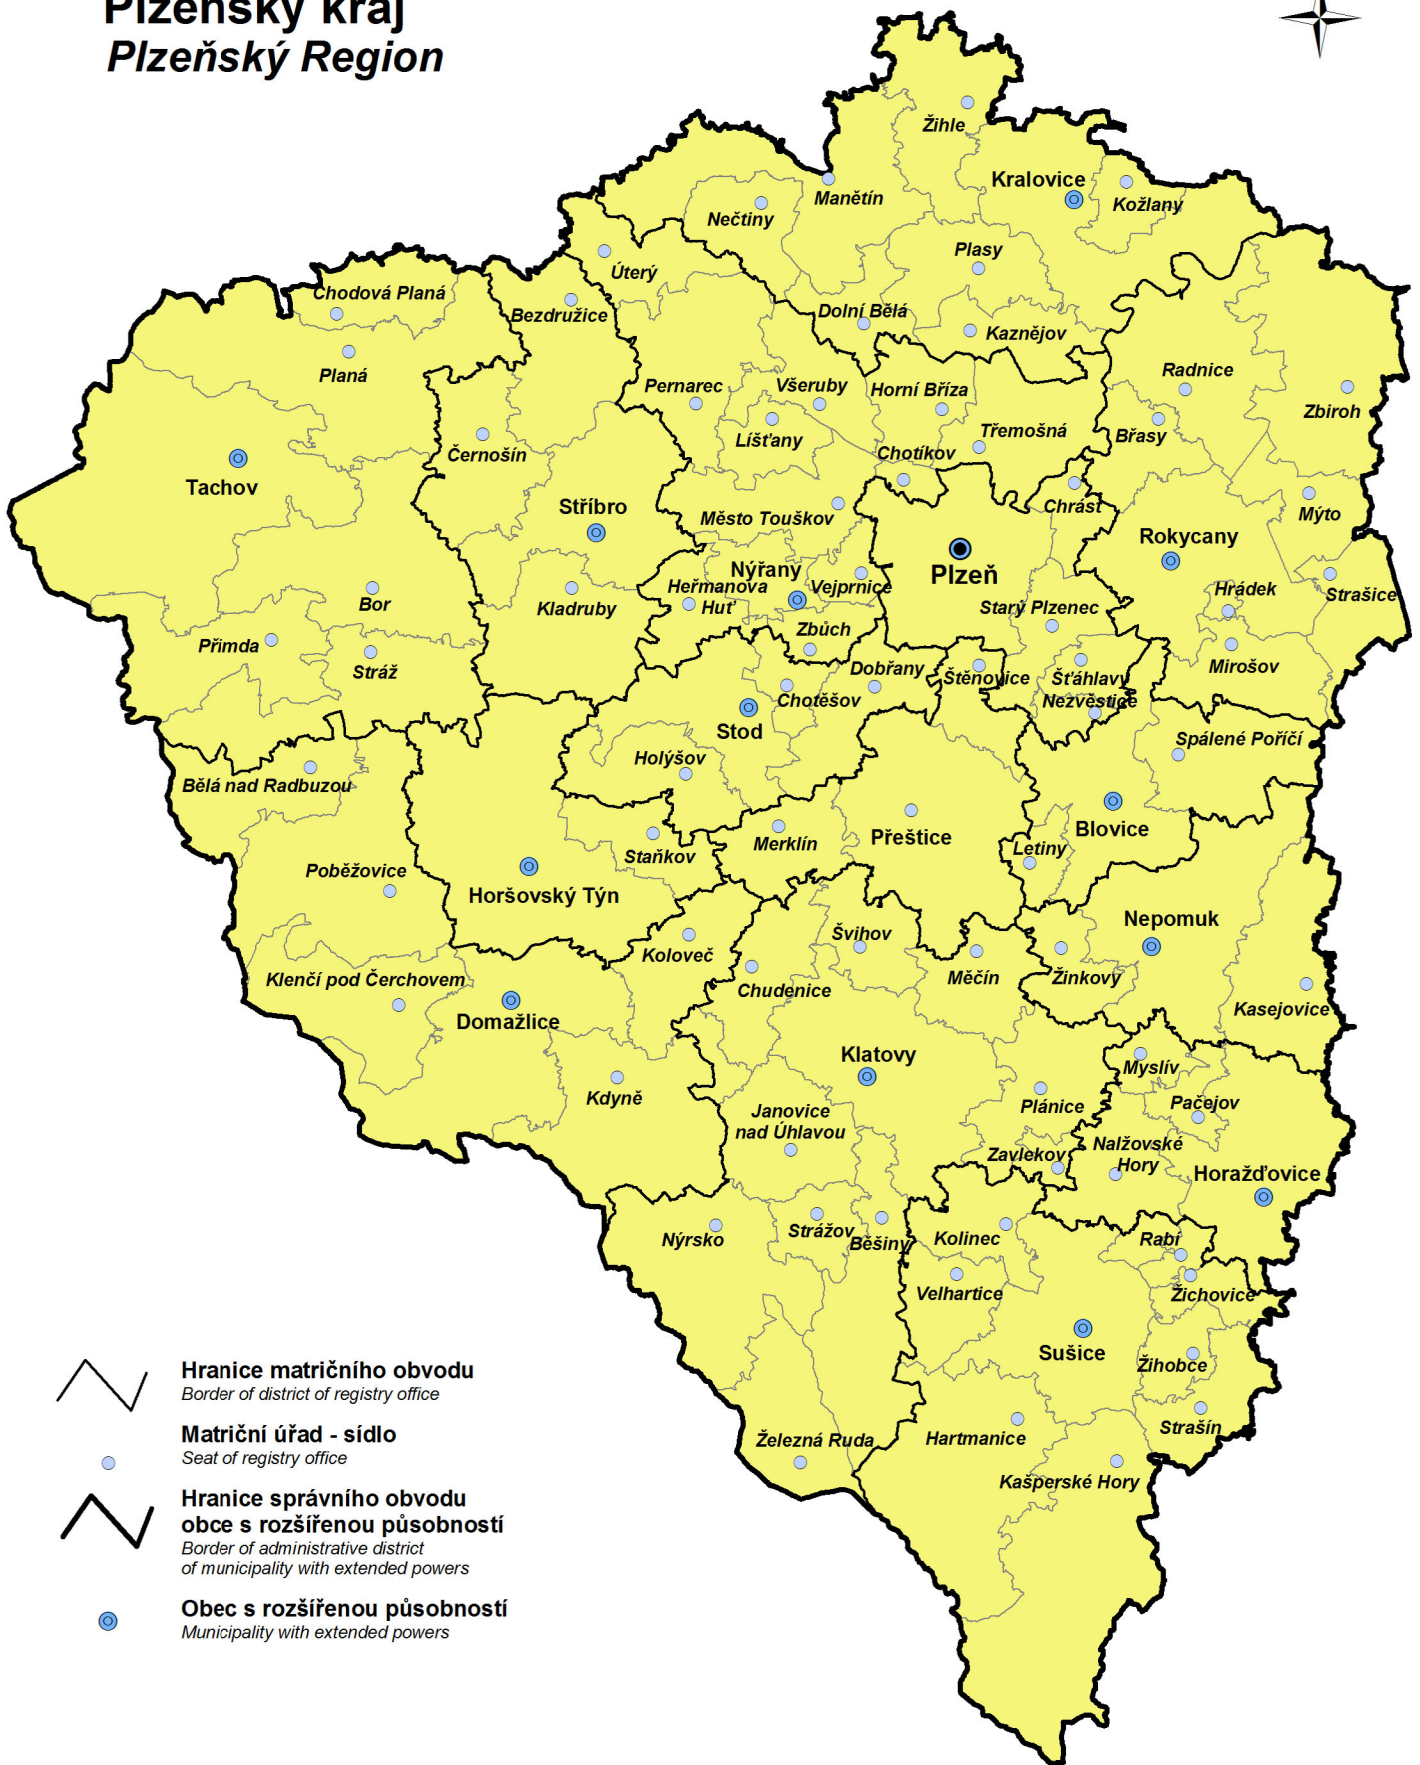 Plzeňský kraj
Plzeňský Region
Žihle
Kralovice
Kožlany
Manětín
Nečtiny
Plasy
Úterý
Chodová Planá
Bezdružice
Dolní Bělá
Kaznějov
Planá
Pernarec
Všeruby
Horní Bříza
Radnice
Zbiroh
Líšťany
Třemošná
Břasy
Černošín
Chotíkov
Tachov
Stříbro
Město Touškov
Chrást
Mýto
Rokycany
Nýřany
Plzeň
Heřmanova
Huť
Vejprnice
Hrádek
Strašice
Bor
Kladruby
Starý Plzenec
Zbůch
Přimda
Stráž
Dobřany
Štěnovice
Šťáhlavy
Mirošov
Chotěšov
Nezvěstice
Stod
Spálené Poříčí
Holýšov
Bělá nad Radbuzou
Blovice
Přeštice
Merklín
Letiny
Staňkov
Poběžovice
Horšovský Týn
Nepomuk
Švihov
Koloveč
Klenčí pod Čerchovem
Měčín
Žinkovy
Chudenice
Kasejovice
Domažlice
Klatovy
Myslív
Kdyně
Plánice
Pačejov
Janovice
nad Úhlavou
Nalžovské
Hory
Zavlekov
Horažďovice
Nýrsko
Strážov
Běšiny
Kolinec
Rabí
Velhartice
Žichovice
Sušice
Žihobce
Strašín
Hartmanice
Železná Ruda
Kašperské Hory
Hranice matričního obvodu
Border of district of registry office
Matriční úřad - sídlo
Seat of registry office
Hranice správního obvodu
obce s rozšířenou působností
Border of administrative district
of municipality with extended powers
Obec s rozšířenou působností
Municipality with extended powers